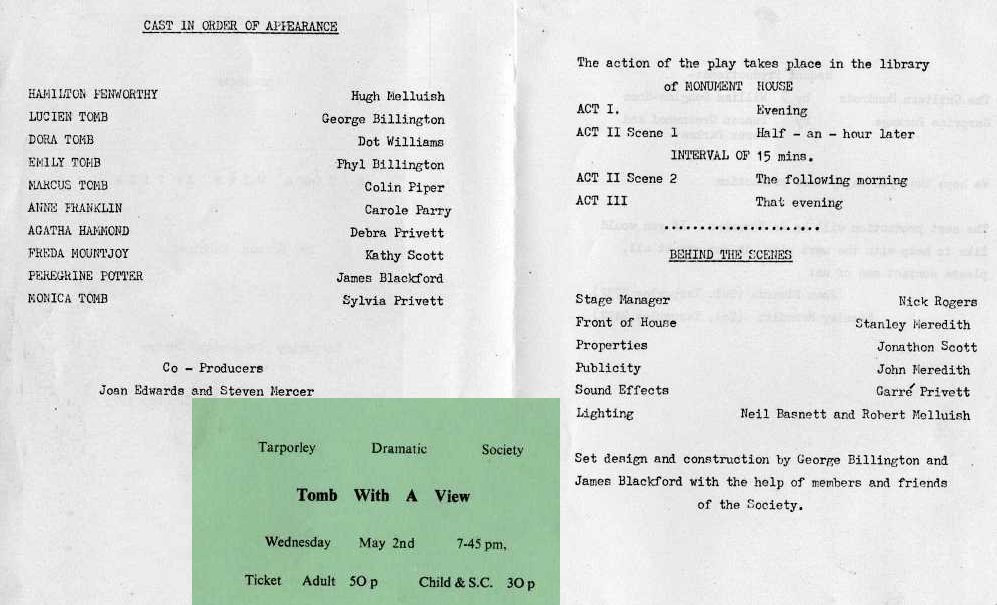 CAST IN ORDER OF APPEARANCE
HAMILTON PENWORTHY Hugh Melluish
LUCIEN TOMB George Billington
DORA TOMB Dot Williams
EMILY TOMB Phyl Billington
MARCUS TOMB Colin Piper
ANNE FRANKLIN Carole Parry
AGATHA HAMMOND Debra Privett
FREDA MOUNTJOY Kathy Scott
PEREGRINE POTTER James Blackford
MONICA TOMB Sylvia Privett
Co - Producers
Joan Edwards and Steven Mercer
Tarporley Dramatic Society
Tomb With A View
Wednesday May 2nd 7-45 pm,
Ticket Adult 50 p Child & S.C. 30 p
The action of the play takes place in the library
of MONUMENT HOUSE
ACT I. Evening
ACT II Scene 1 Half - an - hour later
INTERVAL OF 15 mins.
ACT II Scene 2 The following morning
ACT III That evening
.....................
BEHIND THE SCENES
Stage Manager Nick Rogers
Front of House Stanley Meredith
Properties Jonathon Scott
Publicity John Meredith
Sound Effects Garré Privett
Lighting Neil Basnett and Robert Melluish
Set design and construction by George Billington and
James Blackford with the help of members and friends
of the Society.